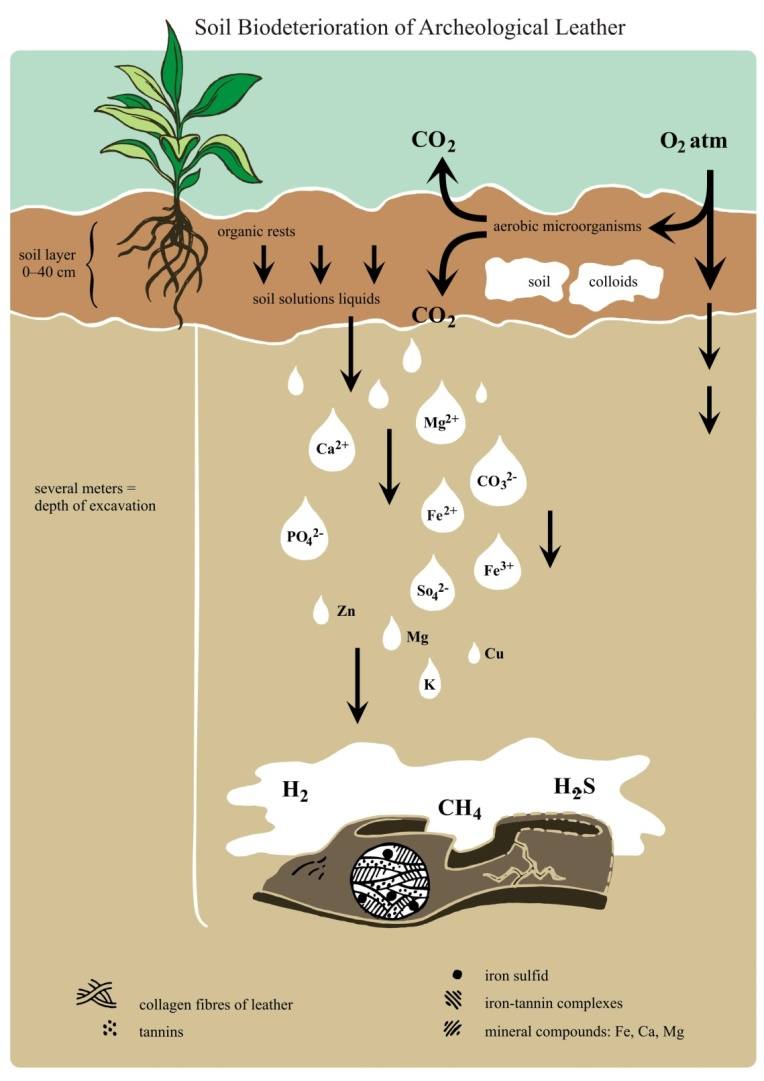 Soil Biodeterioration of Archeological Leather
CO₂
O₂ atm
organic rests
aerobic microorganisms
soil layer
0–40 cm
soil
colloids
soil solutions liquids
CO₂
Mg²⁺
Ca²⁺
CO₃²⁻
several meters =
depth of excavation
Fe²⁺
PO₄²⁻
Fe³⁺
So₄²⁻
Zn
Mg
Cu
K
H₂
H₂S
CH₄
iron sulfid
collagen fibres of leather
iron-tannin complexes
tannins
mineral compounds: Fe, Ca, Mg